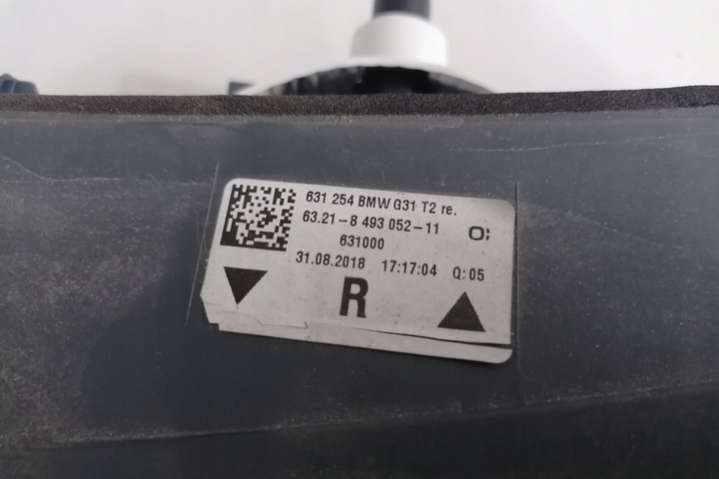 631 254 BMW G31 T2 re.
63.21-8 493 052-11 O;
631000
31.08.2018 17:17:04 Q:05
R